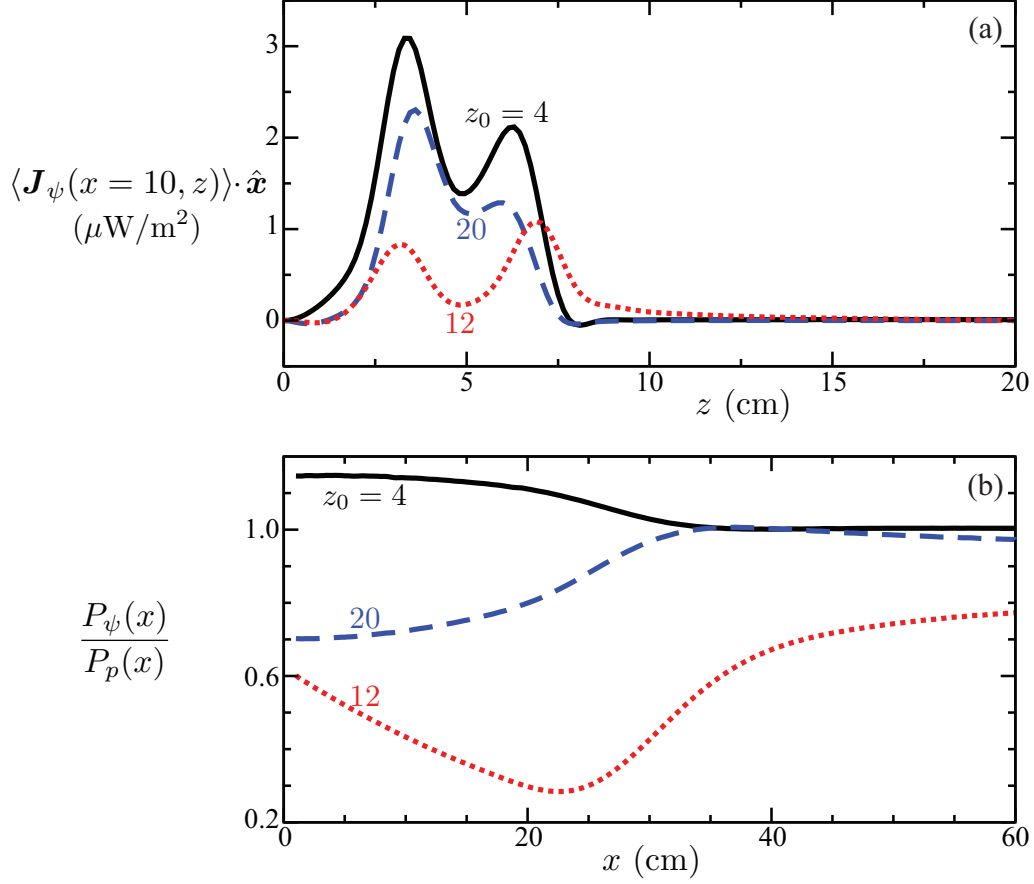 (a)
3
2
1
0
z₀ = 4
20
12
⟨J_ψ(x = 10, z)⟩·x̂
(μW/m²)
0 5 10 15 20
z (cm)
(b)
1.0
0.6
0.2
z₀ = 4
20
12
P_ψ(x)
P_p(x)
0 20 40 60
x (cm)